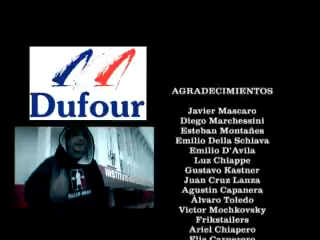 Dufour
AGRADECIMIENTOS
Javier Mascaro
Diego Marchessini
Esteban Montañes
Emilio Della Schiava
Emilio D'Avila
Luz Chiappe
Gustavo Kastner
Juan Cruz Lanza
Agustin Capanera
Álvaro Toledo
Victor Mochkovsky
Frikstailers
Ariel Chiapero